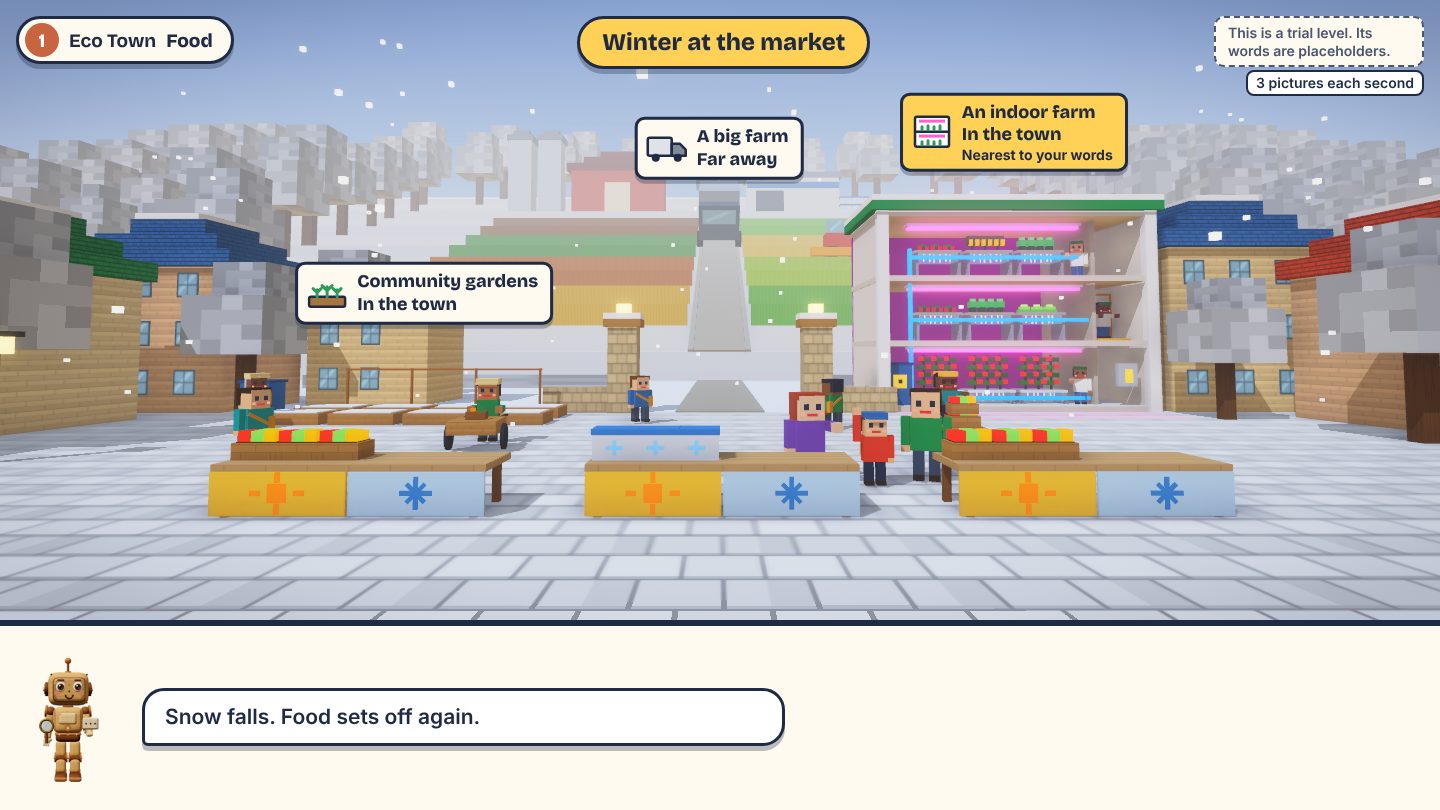 1 Eco Town Food
Winter at the market
This is a trial level. Its
words are placeholders.
3 pictures each second
A big farm
Far away
An indoor farm
In the town
Nearest to your words
Community gardens
In the town
Snow falls. Food sets off again.